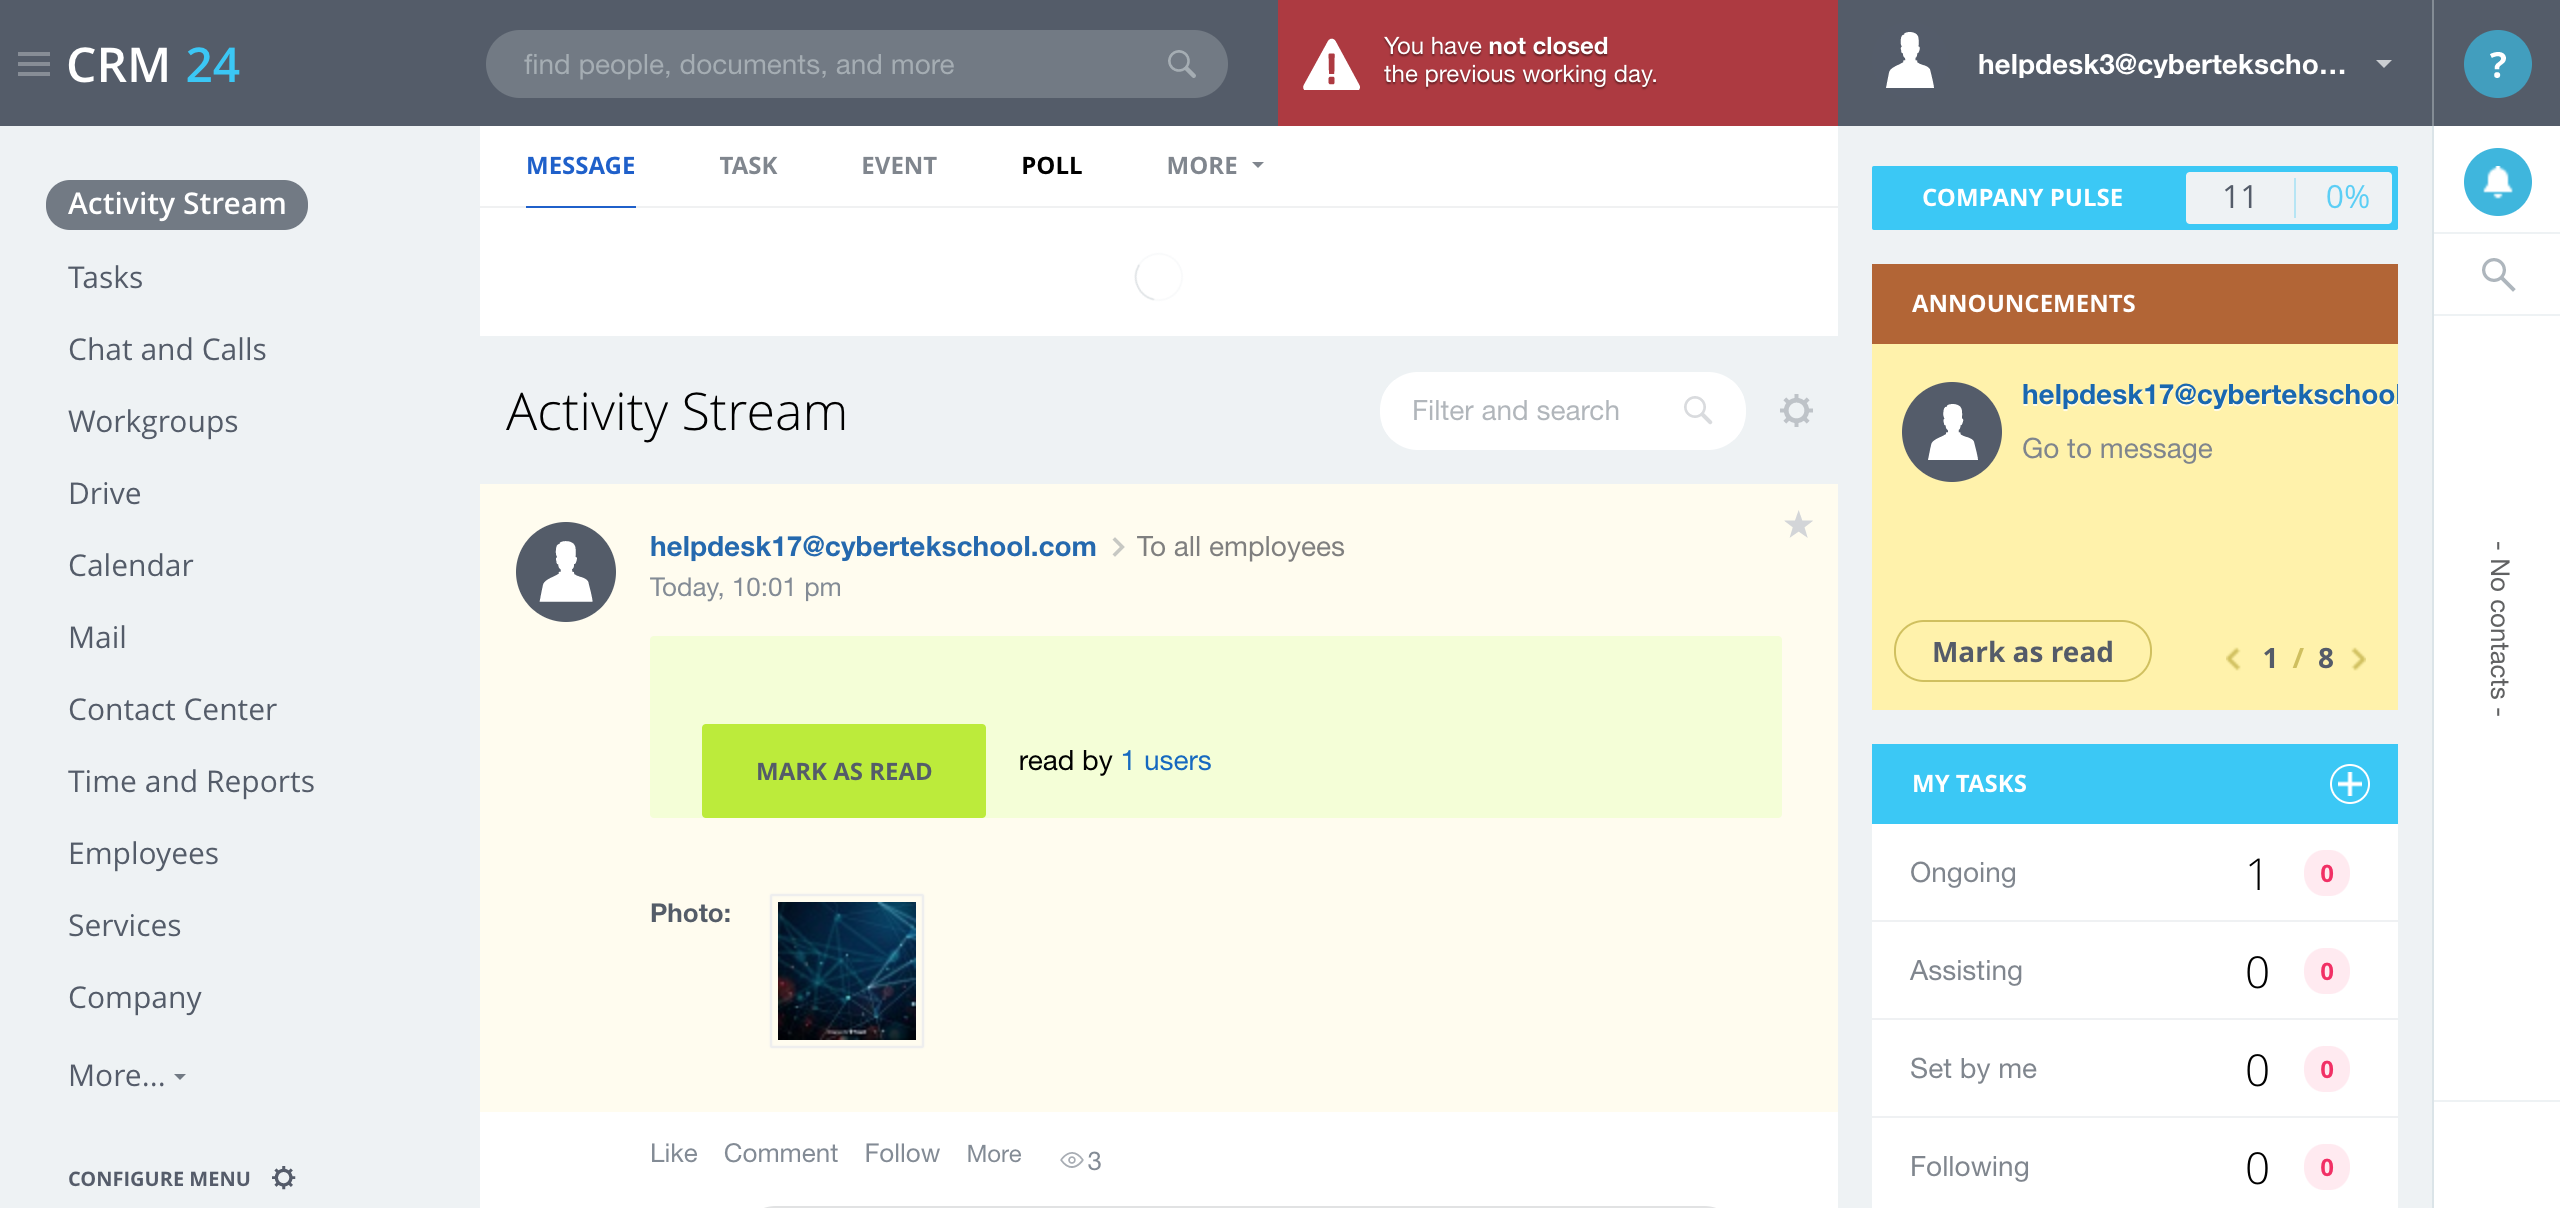 CRM 24
find people, documents, and more
You have not closed
the previous working day.
helpdesk3@cybertekscho...
?
Activity Stream
Tasks
Chat and Calls
Workgroups
Drive
Calendar
Mail
Contact Center
Time and Reports
Employees
Services
Company
More...
CONFIGURE MENU
MESSAGE TASK EVENT POLL MORE
Activity Stream
Filter and search
helpdesk17@cybertekschool.com To all employees
Today, 10:01 pm
MARK AS READ read by 1 users
Photo:
Like Comment Follow More 3
COMPANY PULSE 11 0%
ANNOUNCEMENTS
helpdesk17@cybertekschool
Go to message
Mark as read 1 / 8
MY TASKS
Ongoing 1 0
Assisting 0 0
Set by me 0 0
Following 0 0
- No contacts -